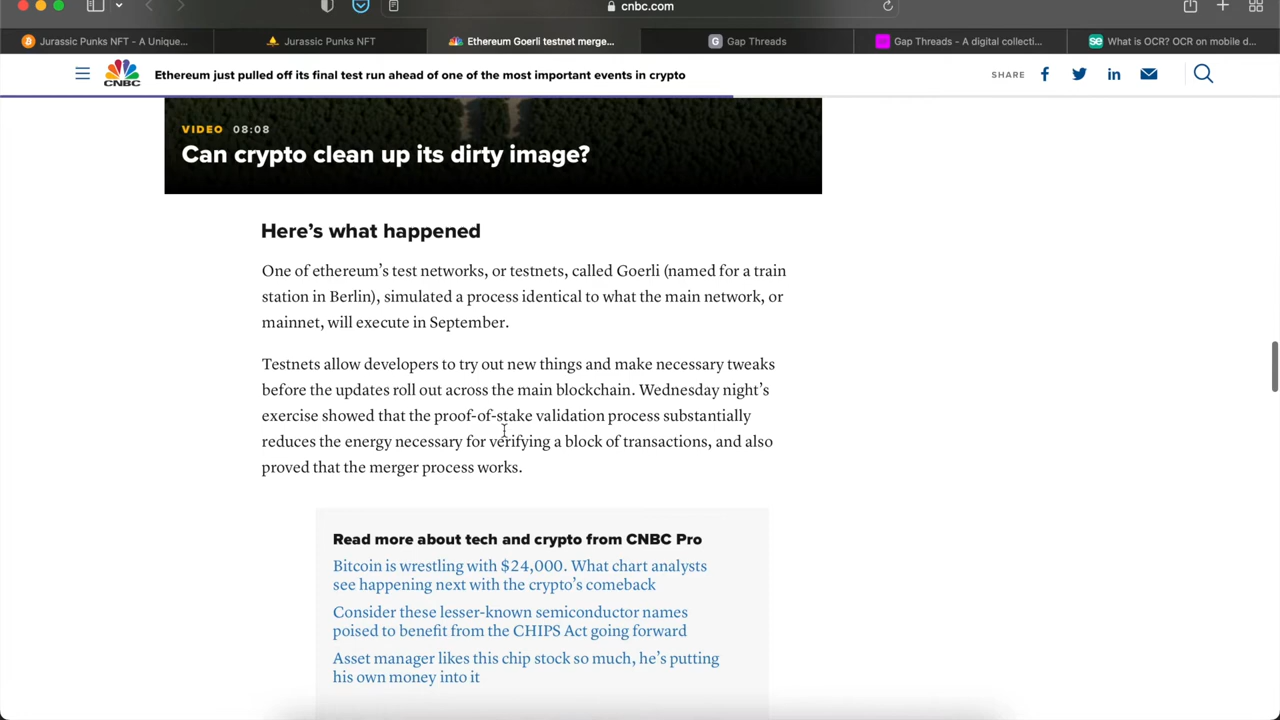 cnbc.com
Jurassic Punks NFT - A Unique...
Jurassic Punks NFT
Ethereum Goerli testnet merge...
G Gap Threads
Gap Threads - A digital collecti...
se What is OCR? OCR on mobile d...
CNBC
Ethereum just pulled off its final test run ahead of one of the most important events in crypto
SHARE
VIDEO 08:08
Can crypto clean up its dirty image?
Here’s what happened
One of ethereum’s test networks, or testnets, called Goerli (named for a train
station in Berlin), simulated a process identical to what the main network, or
mainnet, will execute in September.
Testnets allow developers to try out new things and make necessary tweaks
before the updates roll out across the main blockchain. Wednesday night’s
exercise showed that the proof-of-stake validation process substantially
reduces the energy necessary for verifying a block of transactions, and also
proved that the merger process works.
Read more about tech and crypto from CNBC Pro
Bitcoin is wrestling with $24,000. What chart analysts
see happening next with the crypto’s comeback
Consider these lesser-known semiconductor names
poised to benefit from the CHIPS Act going forward
Asset manager likes this chip stock so much, he’s putting
his own money into it